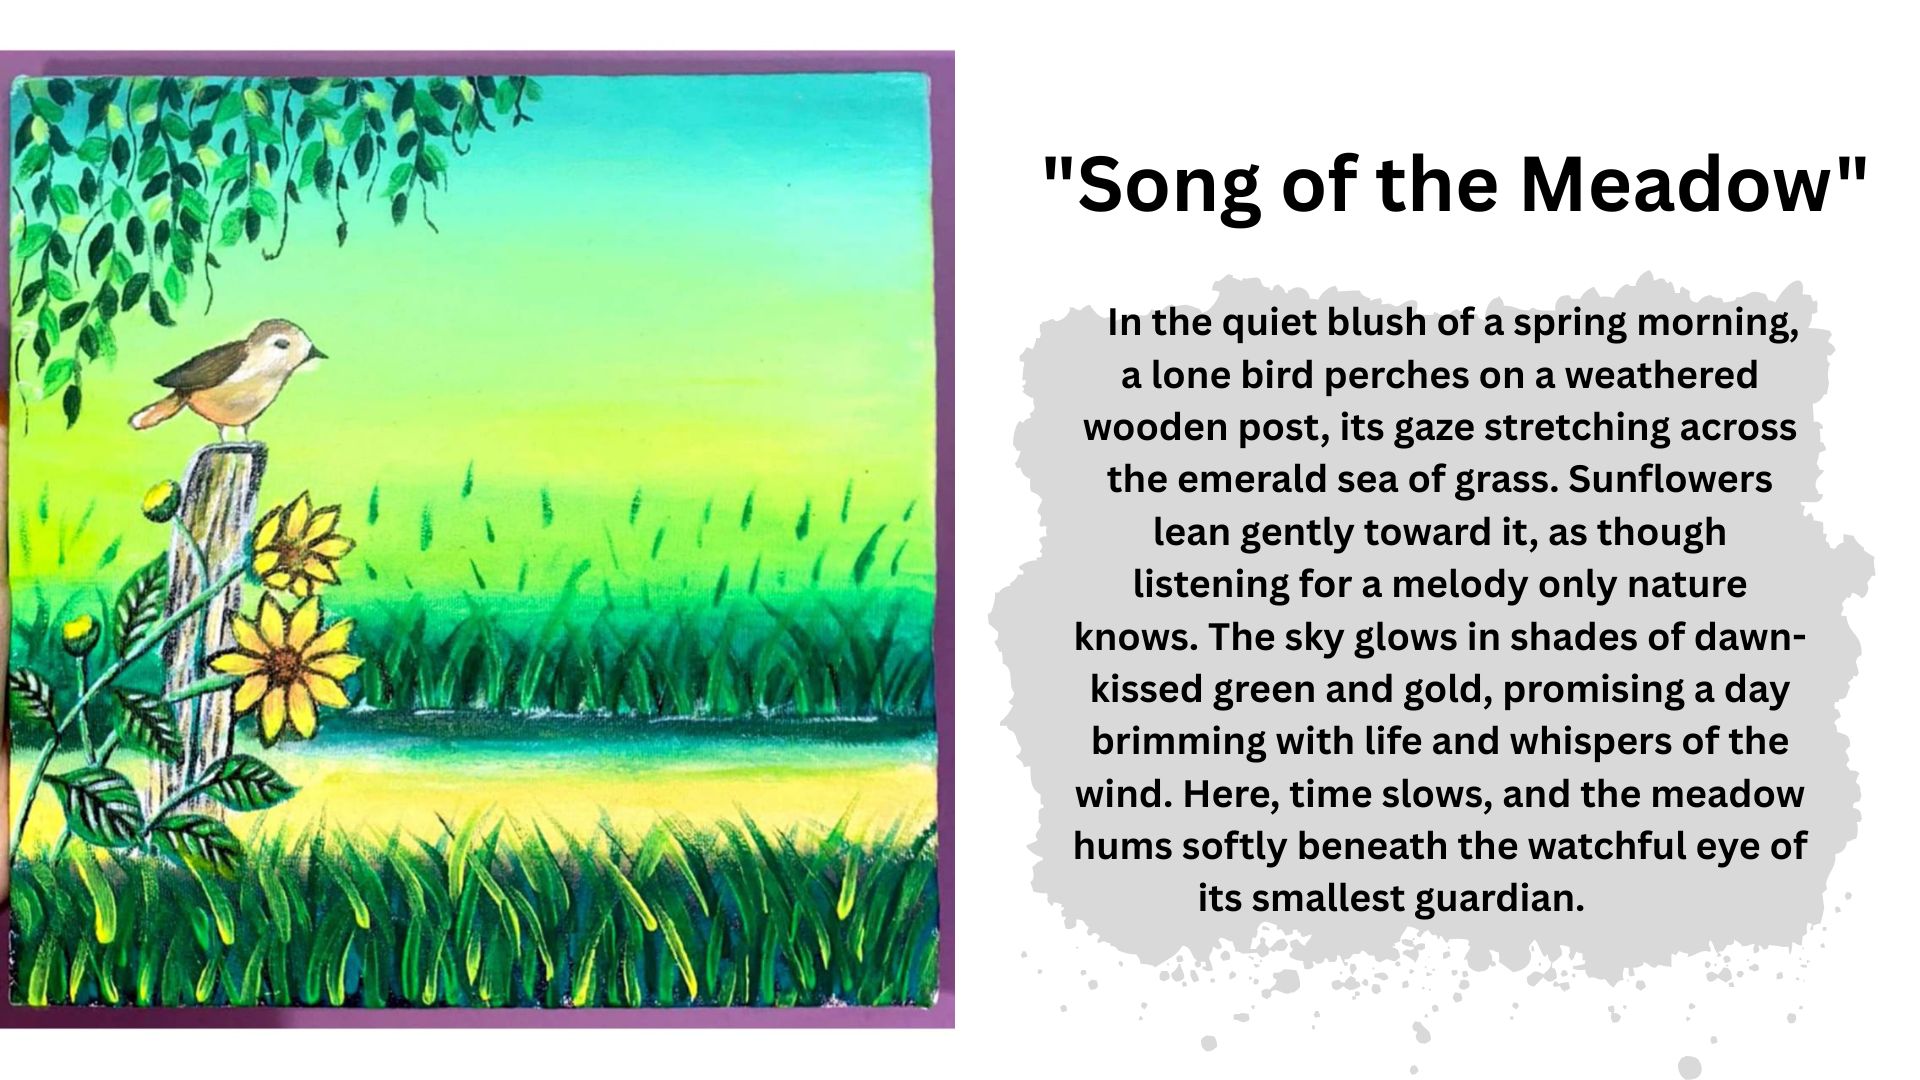 "Song of the Meadow"
In the quiet blush of a spring morning,
a lone bird perches on a weathered
wooden post, its gaze stretching across
the emerald sea of grass. Sunflowers
lean gently toward it, as though
listening for a melody only nature
knows. The sky glows in shades of dawn-
kissed green and gold, promising a day
brimming with life and whispers of the
wind. Here, time slows, and the meadow
hums softly beneath the watchful eye of
its smallest guardian.